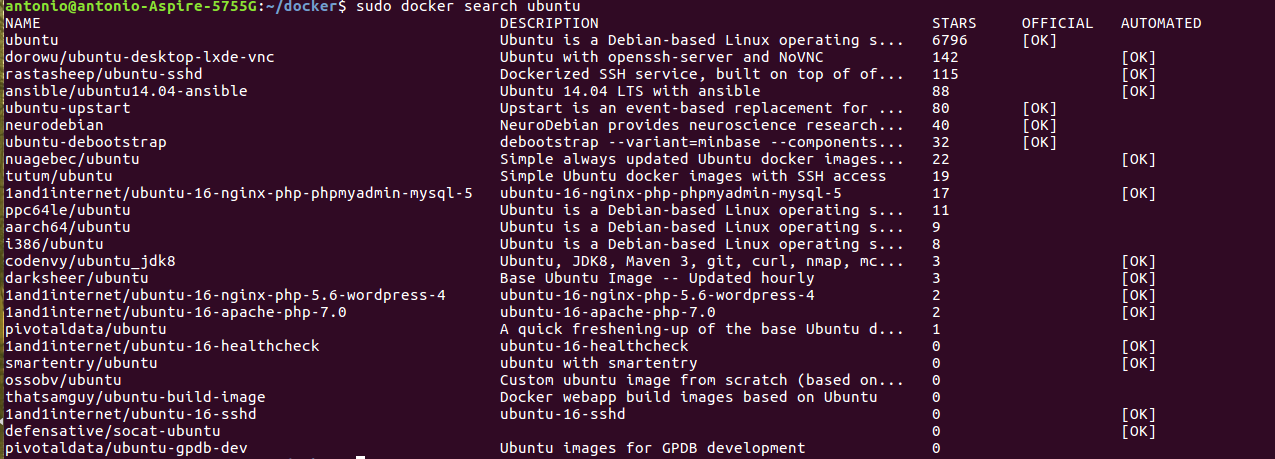 antonio@antonio-Aspire-5755G:~/docker$ sudo docker search ubuntu
NAME DESCRIPTION STARS OFFICIAL AUTOMATED
ubuntu Ubuntu is a Debian-based Linux operating s... 6796 [OK]
dorowu/ubuntu-desktop-lxde-vnc Ubuntu with openssh-server and NoVNC 142 [OK]
rastasheep/ubuntu-sshd Dockerized SSH service, built on top of of... 115 [OK]
ansible/ubuntu14.04-ansible Ubuntu 14.04 LTS with ansible 88 [OK]
ubuntu-upstart Upstart is an event-based replacement for ... 80 [OK]
neurodebian NeuroDebian provides neuroscience research... 40 [OK]
ubuntu-debootstrap debootstrap --variant=minbase --components... 32 [OK]
nuagebec/ubuntu Simple always updated Ubuntu docker images... 22 [OK]
tutum/ubuntu Simple Ubuntu docker images with SSH access 19
1and1internet/ubuntu-16-nginx-php-phpmyadmin-mysql-5 ubuntu-16-nginx-php-phpmyadmin-mysql-5 17 [OK]
ppc64le/ubuntu Ubuntu is a Debian-based Linux operating s... 11
aarch64/ubuntu Ubuntu is a Debian-based Linux operating s... 9
i386/ubuntu Ubuntu is a Debian-based Linux operating s... 8
codenvy/ubuntu_jdk8 Ubuntu, JDK8, Maven 3, git, curl, nmap, mc... 3 [OK]
darksheer/ubuntu Base Ubuntu Image -- Updated hourly 3 [OK]
1and1internet/ubuntu-16-nginx-php-5.6-wordpress-4 ubuntu-16-nginx-php-5.6-wordpress-4 2 [OK]
1and1internet/ubuntu-16-apache-php-7.0 ubuntu-16-apache-php-7.0 2 [OK]
pivotaldata/ubuntu A quick freshening-up of the base Ubuntu d... 1
1and1internet/ubuntu-16-healthcheck ubuntu-16-healthcheck 0 [OK]
smartentry/ubuntu ubuntu with smartentry 0 [OK]
ossobv/ubuntu Custom ubuntu image from scratch (based on... 0
thatsamguy/ubuntu-build-image Docker webapp build images based on Ubuntu 0
1and1internet/ubuntu-16-sshd ubuntu-16-sshd 0 [OK]
defensative/socat-ubuntu 0 [OK]
pivotaldata/ubuntu-gpdb-dev Ubuntu images for GPDB development 0